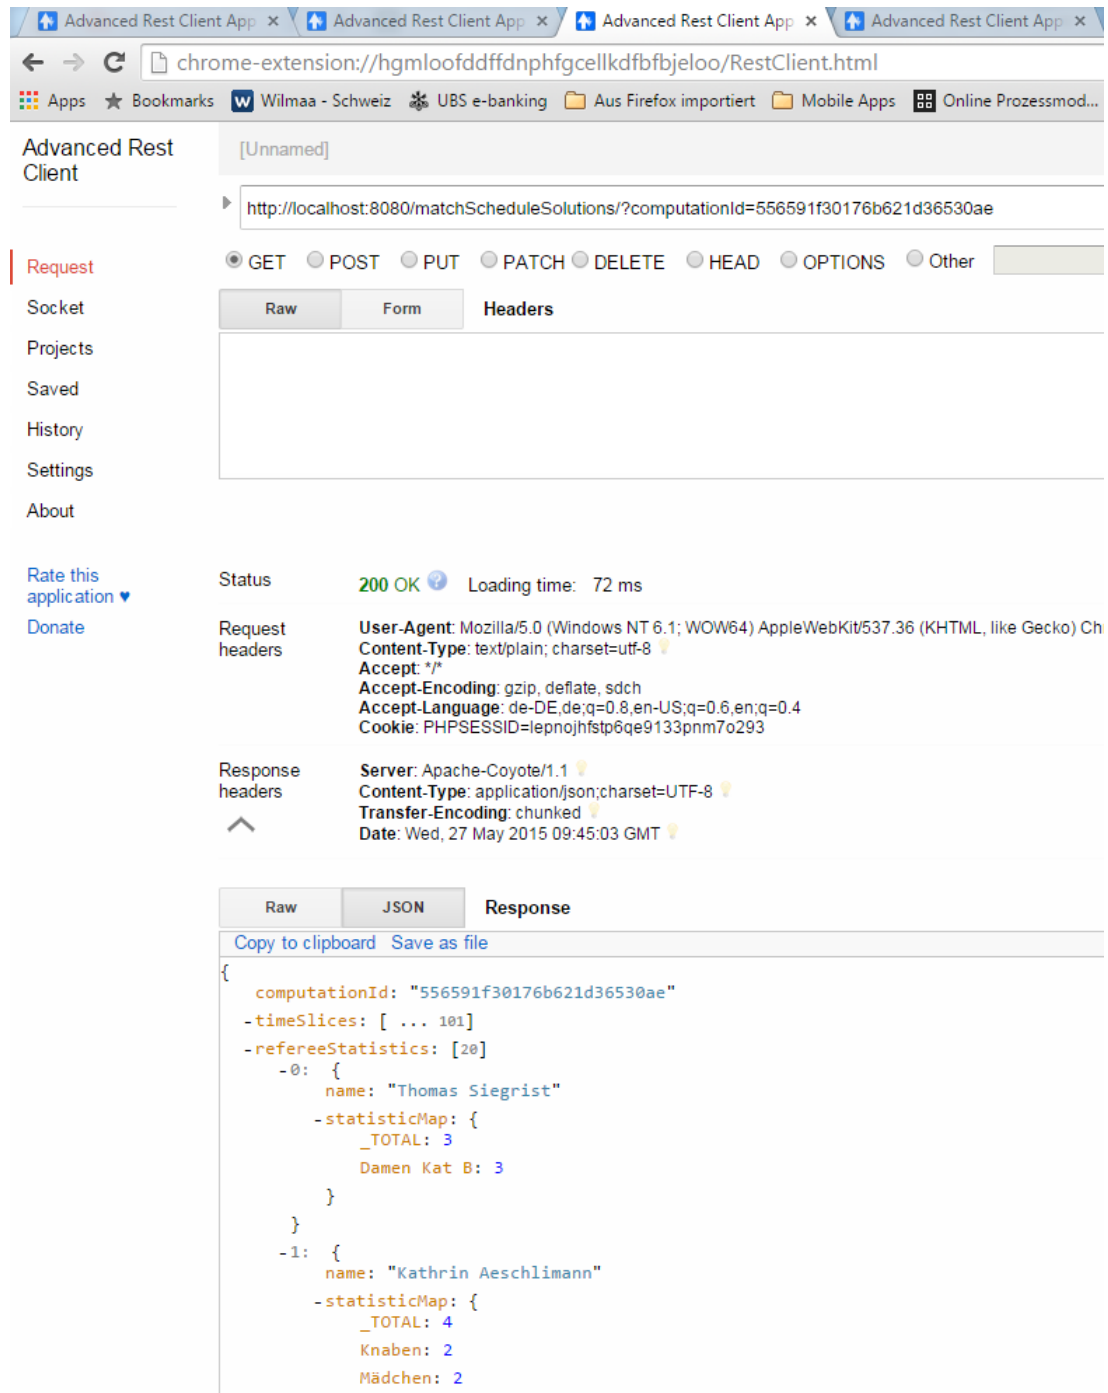 Advanced Rest Client App × Advanced Rest Client App × Advanced Rest Client App × Advanced Rest Client App ×
chrome-extension://hgmloofddffdnphfgcellkdfbfbjeloo/RestClient.html
Apps Bookmarks W Wilmaa - Schweiz UBS e-banking Aus Firefox importiert Mobile Apps Online Prozessmod...
Advanced Rest
Client
[Unnamed]
http://localhost:8080/matchScheduleSolutions/?computationId=556591f30176b621d36530ae
GET POST PUT PATCH DELETE HEAD OPTIONS Other
Request
Socket
Projects
Saved
History
Settings
About
Rate this
application ♥
Donate
Raw Form Headers
Status 200 OK ? Loading time: 72 ms
Request
headers
User-Agent: Mozilla/5.0 (Windows NT 6.1; WOW64) AppleWebKit/537.36 (KHTML, like Gecko) Ch
Content-Type: text/plain; charset=utf-8
Accept: */*
Accept-Encoding: gzip, deflate, sdch
Accept-Language: de-DE,de;q=0.8,en-US;q=0.6,en;q=0.4
Cookie: PHPSESSID=lepnojhfstp6qe9133pnm7o293
Response
headers
Server: Apache-Coyote/1.1
Content-Type: application/json;charset=UTF-8
Transfer-Encoding: chunked
Date: Wed, 27 May 2015 09:45:03 GMT
Raw JSON Response
Copy to clipboard Save as file
{
computationId: "556591f30176b621d36530ae"
-timeSlices: [ ... 101]
-refereeStatistics: [20]
-0: {
name: "Thomas Siegrist"
-statisticMap: {
_TOTAL: 3
Damen Kat B: 3
}
}
-1: {
name: "Kathrin Aeschlimann"
-statisticMap: {
_TOTAL: 4
Knaben: 2
Mädchen: 2